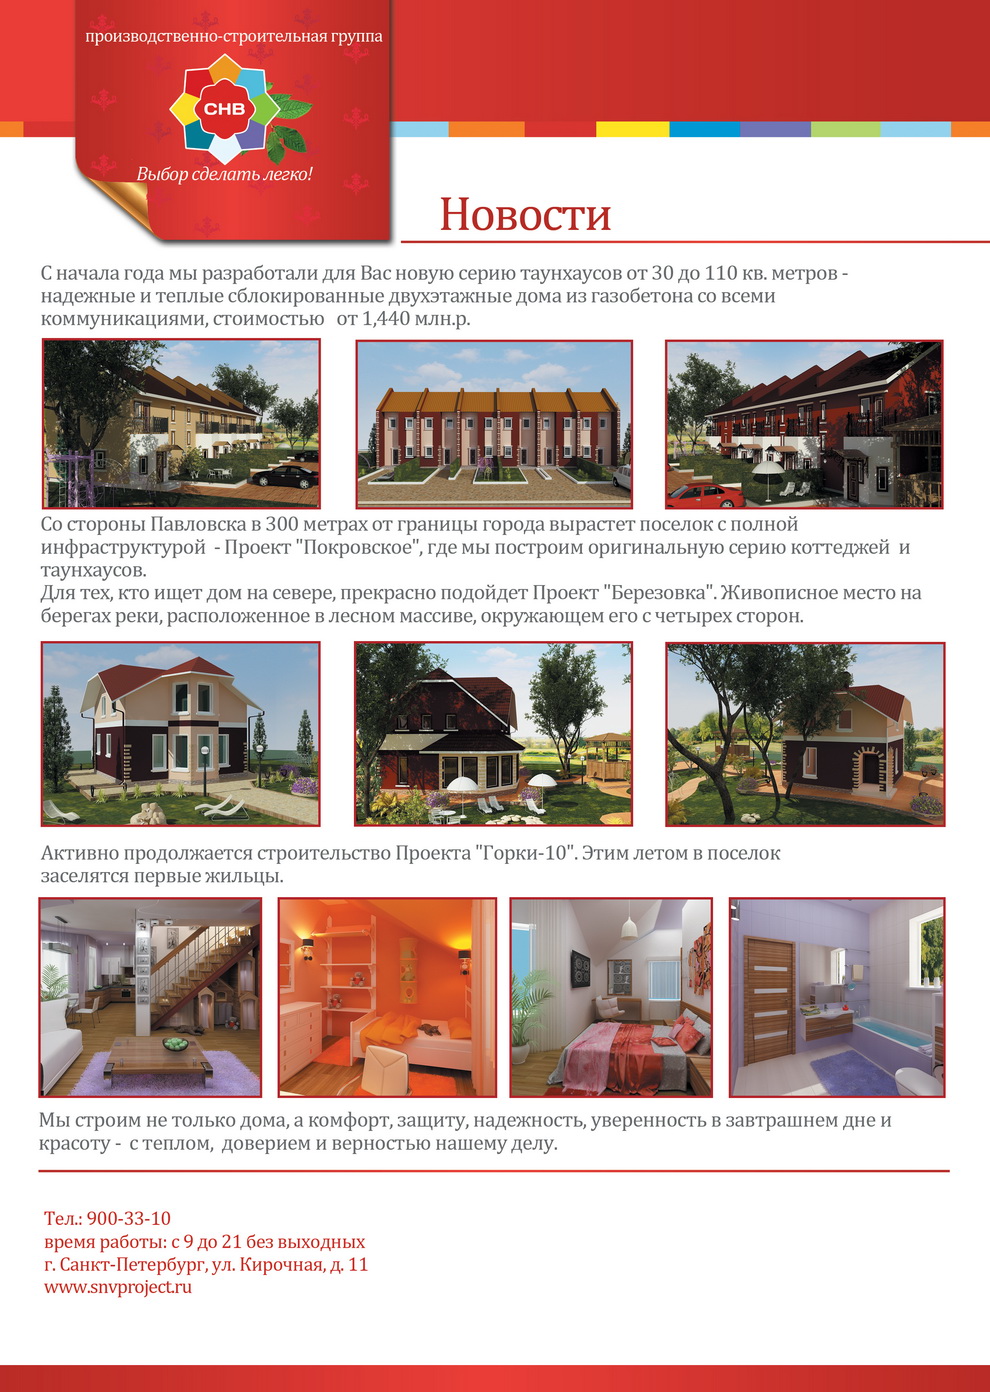 производственно-строительная группа
СНВ
Выбор сделать легко!
Новости
С начала года мы разработали для Вас новую серию таунхаусов от 30 до 110 кв. метров -
надежные и теплые сблокированные двухэтажные дома из газобетона со всеми
коммуникациями, стоимостью от 1,440 млн.р.
Со стороны Павловска в 300 метрах от границы города вырастет поселок с полной
инфраструктурой - Проект "Покровское", где мы построим оригинальную серию коттеджей и
таунхаусов.
Для тех, кто ищет дом на севере, прекрасно подойдет Проект "Березовка". Живописное место на
берегах реки, расположенное в лесном массиве, окружающем его с четырех сторон.
Активно продолжается строительство Проекта "Горки-10". Этим летом в поселок
заселятся первые жильцы.
Мы строим не только дома, а комфорт, защиту, надежность, уверенность в завтрашнем дне и
красоту - с теплом, доверием и верностью нашему делу.
Тел.: 900-33-10
время работы: с 9 до 21 без выходных
г. Санкт-Петербург, ул. Кирочная, д. 11
www.snvproject.ru